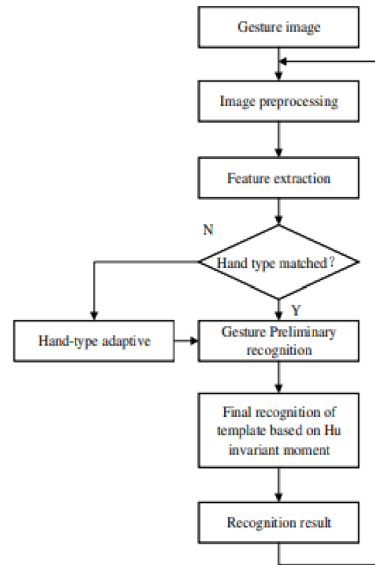 Gesture image
Image preprocessing
Feature extraction
N
Hand type matched？
Y
Hand-type adaptive
Gesture Preliminary
recognition
Final recognition of
template based on Hu
invariant moment
Recognition result